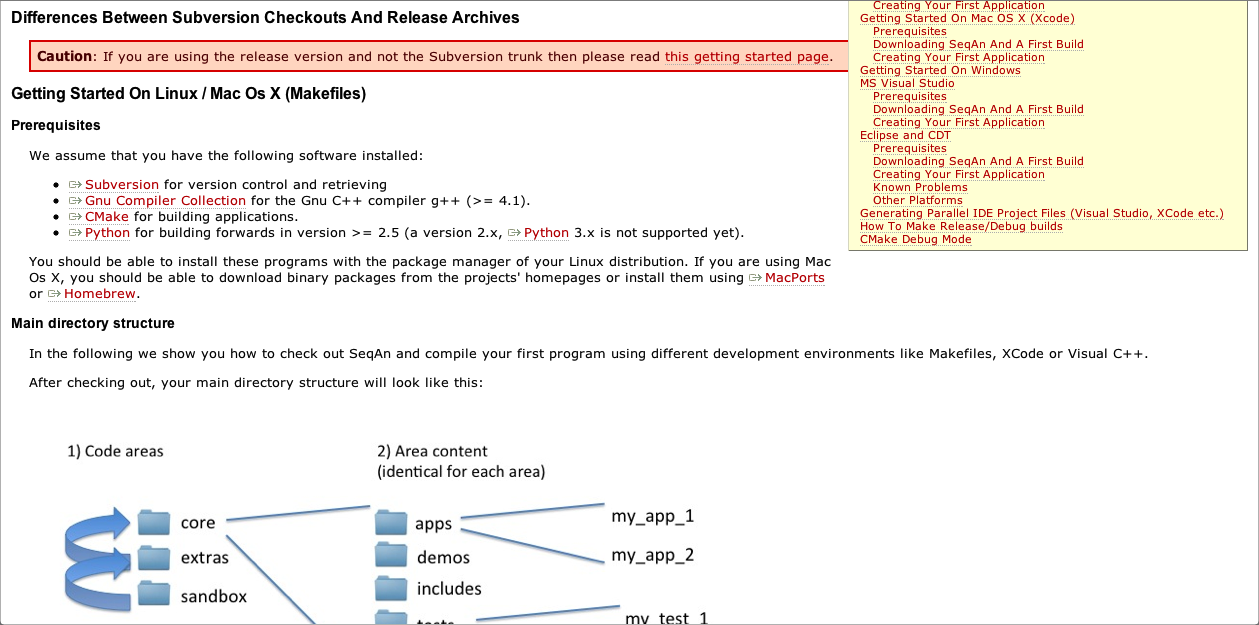 Differences Between Subversion Checkouts And Release Archives
Caution: If you are using the release version and not the Subversion trunk then please read this getting started page.
Getting Started On Linux / Mac Os X (Makefiles)
Prerequisites
We assume that you have the following software installed:
Subversion for version control and retrieving
Gnu Compiler Collection for the Gnu C++ compiler g++ (>= 4.1).
CMake for building applications.
Python for building forwards in version >= 2.5 (a version 2.x, Python 3.x is not supported yet).
You should be able to install these programs with the package manager of your Linux distribution. If you are using Mac
Os X, you should be able to download binary packages from the projects' homepages or install them using MacPorts
or Homebrew.
Creating Your First Application
Getting Started On Mac OS X (Xcode)
Prerequisites
Downloading SeqAn And A First Build
Creating Your First Application
Getting Started On Windows
MS Visual Studio
Prerequisites
Downloading SeqAn And A First Build
Creating Your First Application
Eclipse and CDT
Prerequisites
Downloading SeqAn And A First Build
Creating Your First Application
Known Problems
Other Platforms
Generating Parallel IDE Project Files (Visual Studio, XCode etc.)
How To Make Release/Debug builds
CMake Debug Mode
Main directory structure
In the following we show you how to check out SeqAn and compile your first program using different development environments like Makefiles, XCode or Visual C++.
After checking out, your main directory structure will look like this:
1) Code areas
core
extras
sandbox
2) Area content
(identical for each area)
apps
demos
includes
tests
my_app_1
my_app_2
my_test_1